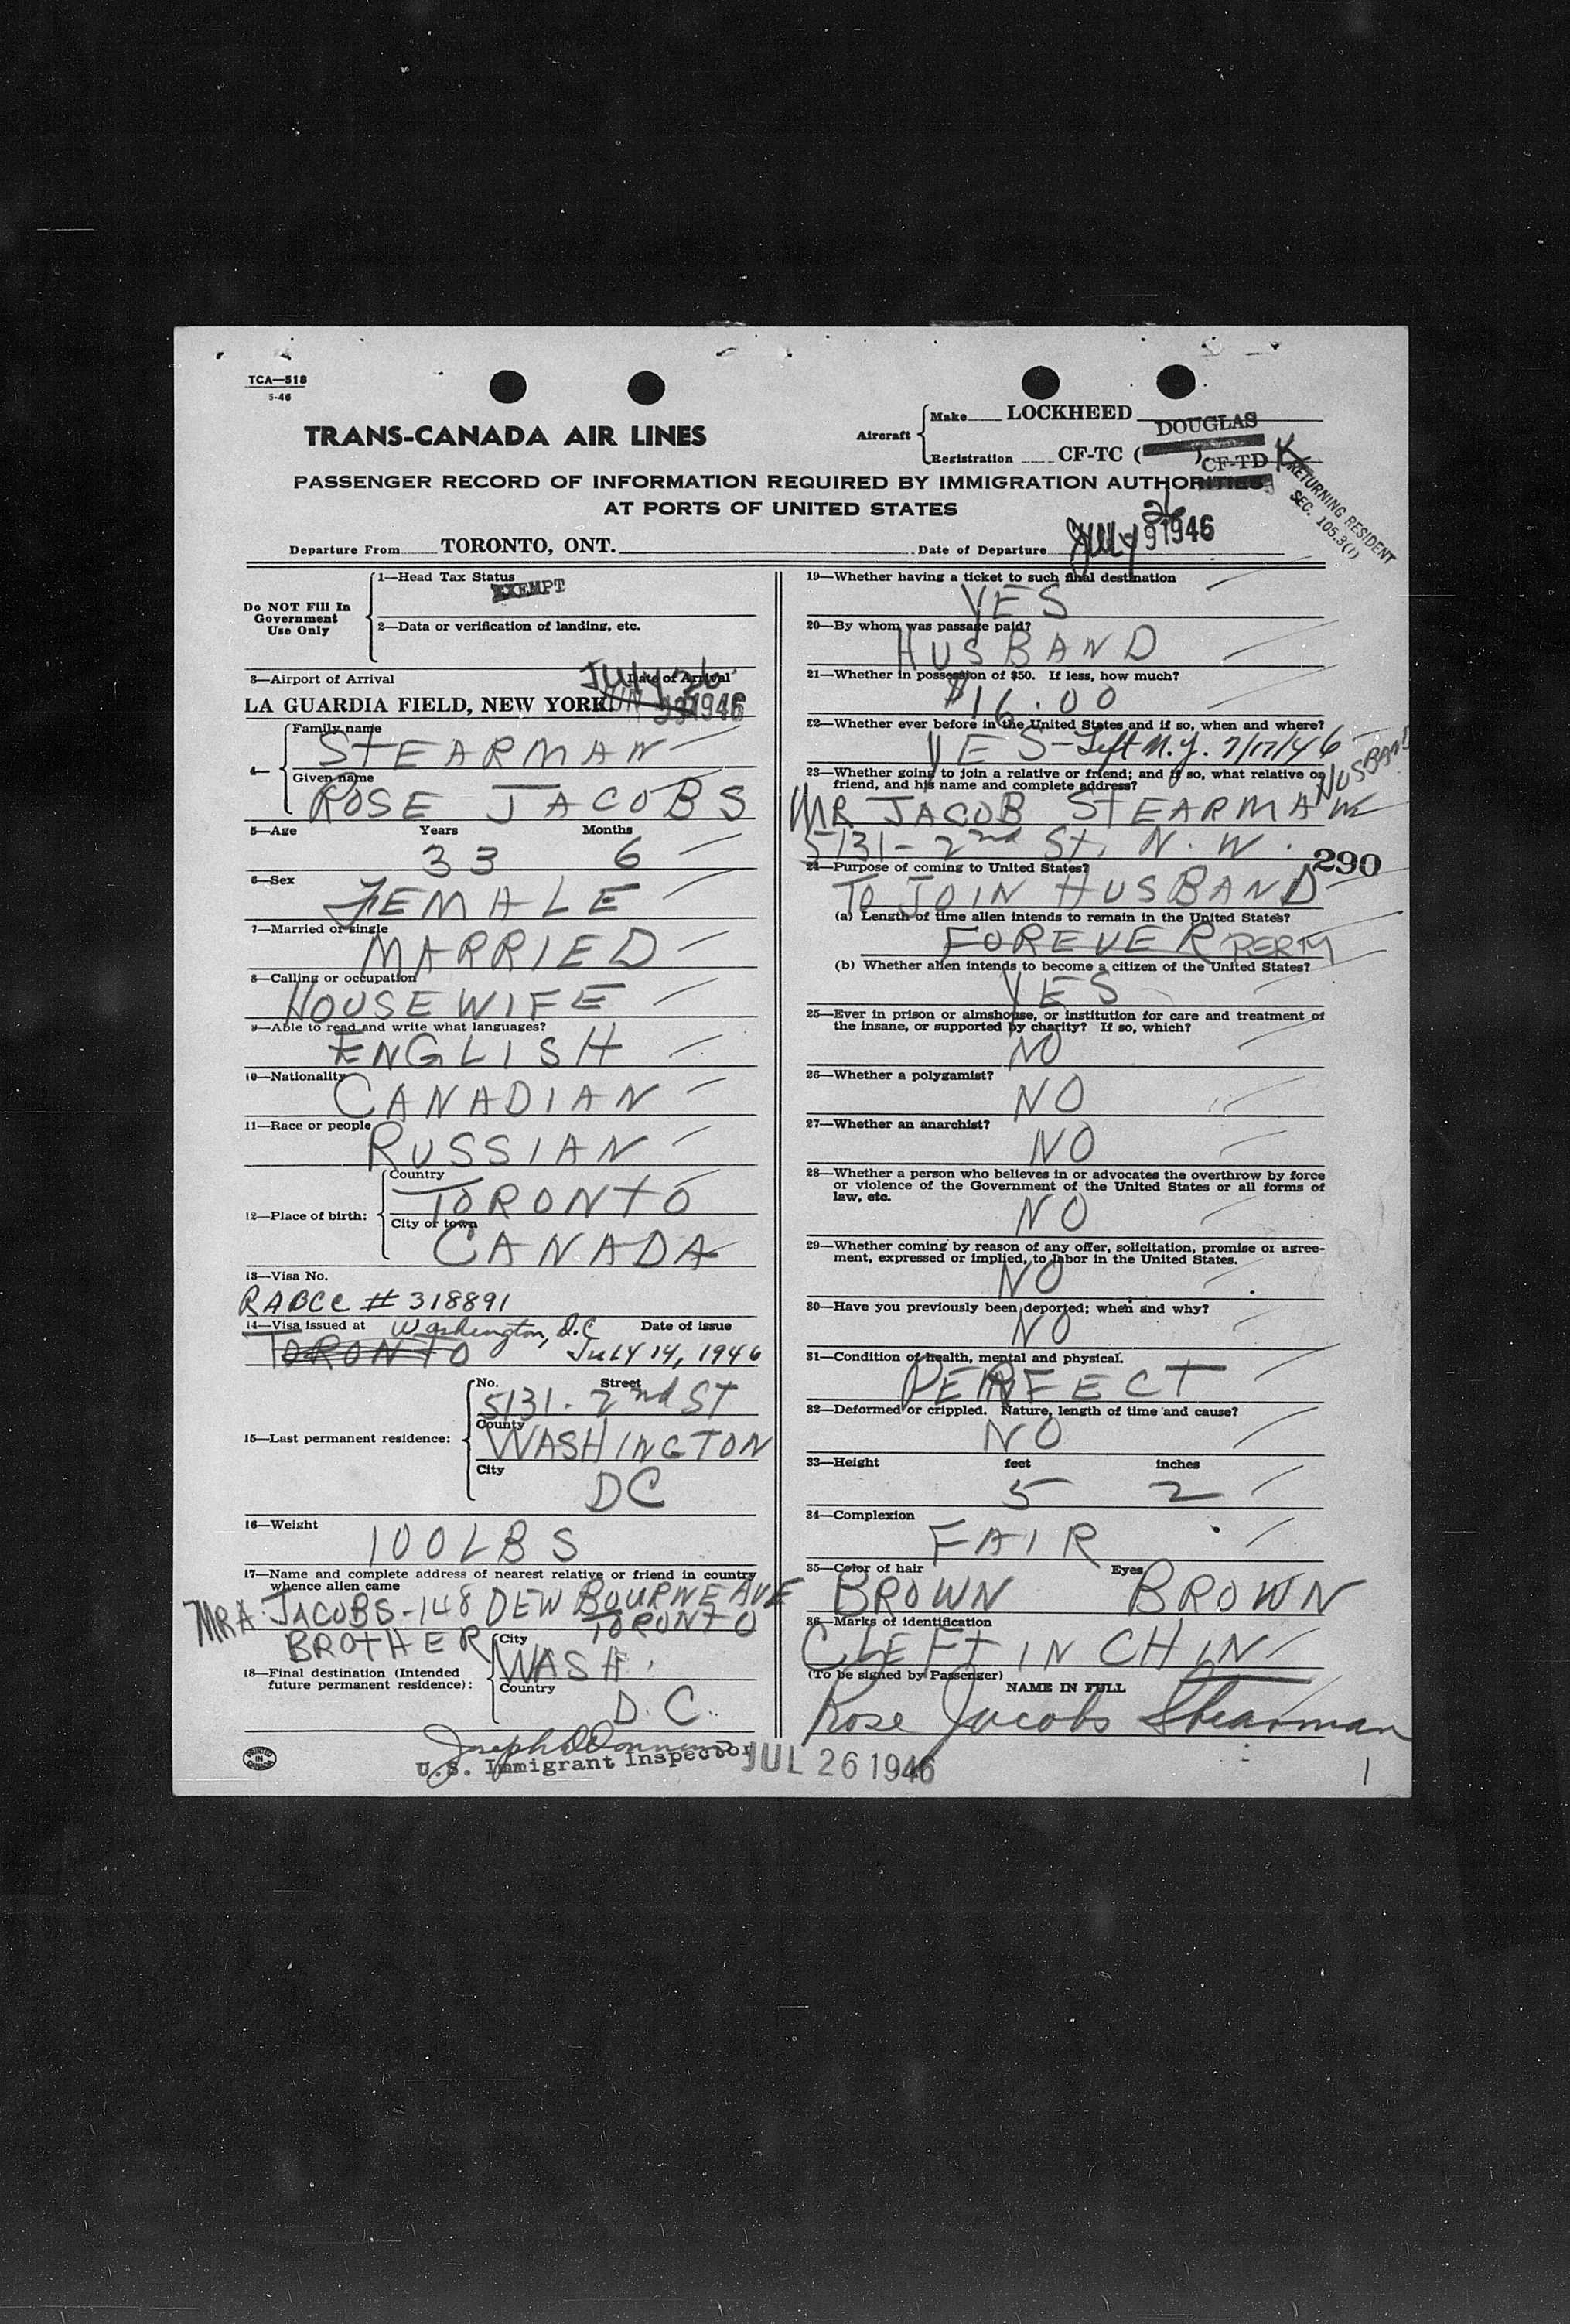 TCA—518
5-46
TRANS-CANADA AIR LINES
Aircraft
Make LOCKHEED DOUGLAS
Registration CF-TC ( ) CF-TD K
PASSENGER RECORD OF INFORMATION REQUIRED BY IMMIGRATION AUTHORITIES
AT PORTS OF UNITED STATES
RETURNING RESIDENT
SEC. 105.3(1)
Departure From TORONTO, ONT. Date of Departure July 26 1946
Do NOT Fill In
Government
Use Only
1—Head Tax Status
EXEMPT
2—Data or verification of landing, etc.
3—Airport of Arrival Date of Arrival
LA GUARDIA FIELD, NEW YORK. July 26 1946
4—
Family name
STEARMAN
Given name
ROSE JACOBS
5—Age Years Months
33 6
6—Sex
FEMALE
7—Married or single
MARRIED
8—Calling or occupation
HOUSEWIFE
9—Able to read and write what languages?
ENGLISH
10—Nationality
CANADIAN
11—Race or people
RUSSIAN
12—Place of birth:
Country
TORONTO
City or town
CANADA
13—Visa No.
RABCC # 318891
14—Visa issued at Washington, D.C Date of issue
TORONTO July 14, 1946
15—Last permanent residence:
No. Street
5131 - 2nd ST
County
WASHINGTON
City
DC
16—Weight
100 LBS
17—Name and complete address of nearest relative or friend in country
whence alien came
MR A. JACOBS - 148 DEW BOURNE AVE
TORONTO
BROTHER
18—Final destination (Intended
future permanent residence):
City
WASH.
Country
D.C.
U.S. Immigrant Inspector JUL 26 1946
PRINTED
IN
CANADA
19—Whether having a ticket to such final destination
YES
20—By whom was passage paid?
HUSBAND
21—Whether in possession of $50. If less, how much?
$16.00
22—Whether ever before in the United States and if so, when and where?
YES - Left N.Y. 7/17/46
23—Whether going to join a relative or friend; and if so, what relative or
friend, and his name and complete address?
HUSBAND
MR JACOB STEARMAN
5131 - 2nd St. N.W.
290
24—Purpose of coming to United States?
TO JOIN HUSBAND
(a) Length of time alien intends to remain in the United States?
FOREVER PERM
(b) Whether alien intends to become a citizen of the United States?
YES
25—Ever in prison or almshouse, or institution for care and treatment of
the insane, or supported by charity? If so, which?
NO
26—Whether a polygamist?
NO
27—Whether an anarchist?
NO
28—Whether a person who believes in or advocates the overthrow by force
or violence of the Government of the United States or all forms of
law, etc.
NO
29—Whether coming by reason of any offer, solicitation, promise or agree-
ment, expressed or implied, to labor in the United States.
NO
30—Have you previously been deported; when and why?
NO
31—Condition of health, mental and physical.
PERFECT
32—Deformed or crippled. Nature, length of time and cause?
NO
33—Height feet inches
5 2
34—Complexion
FAIR
35—Color of hair Eyes
BROWN BROWN
36—Marks of identification
CLEFT IN CHIN
(To be signed by Passenger)
NAME IN FULL
Rose Jacobs Stearman
1